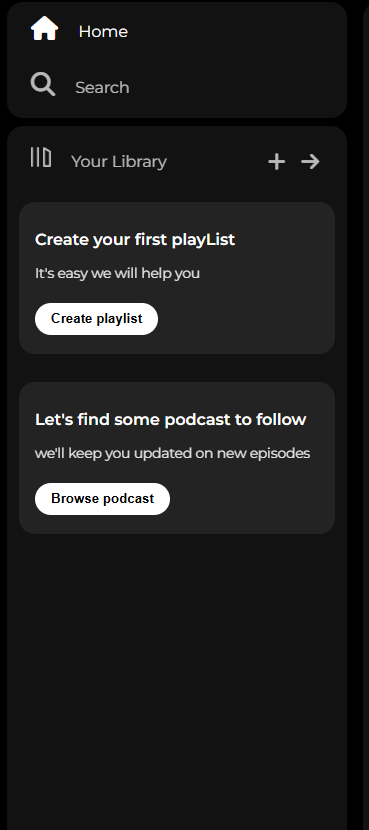 Home
Search
Your Library
Create your first playList
It's easy we will help you
Create playlist
Let's find some podcast to follow
we'll keep you updated on new episodes
Browse podcast